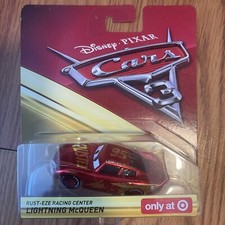 Disney·PIXAR
Cars
3
RUST-EZE RACING CENTER
LIGHTNING McQUEEN
only at